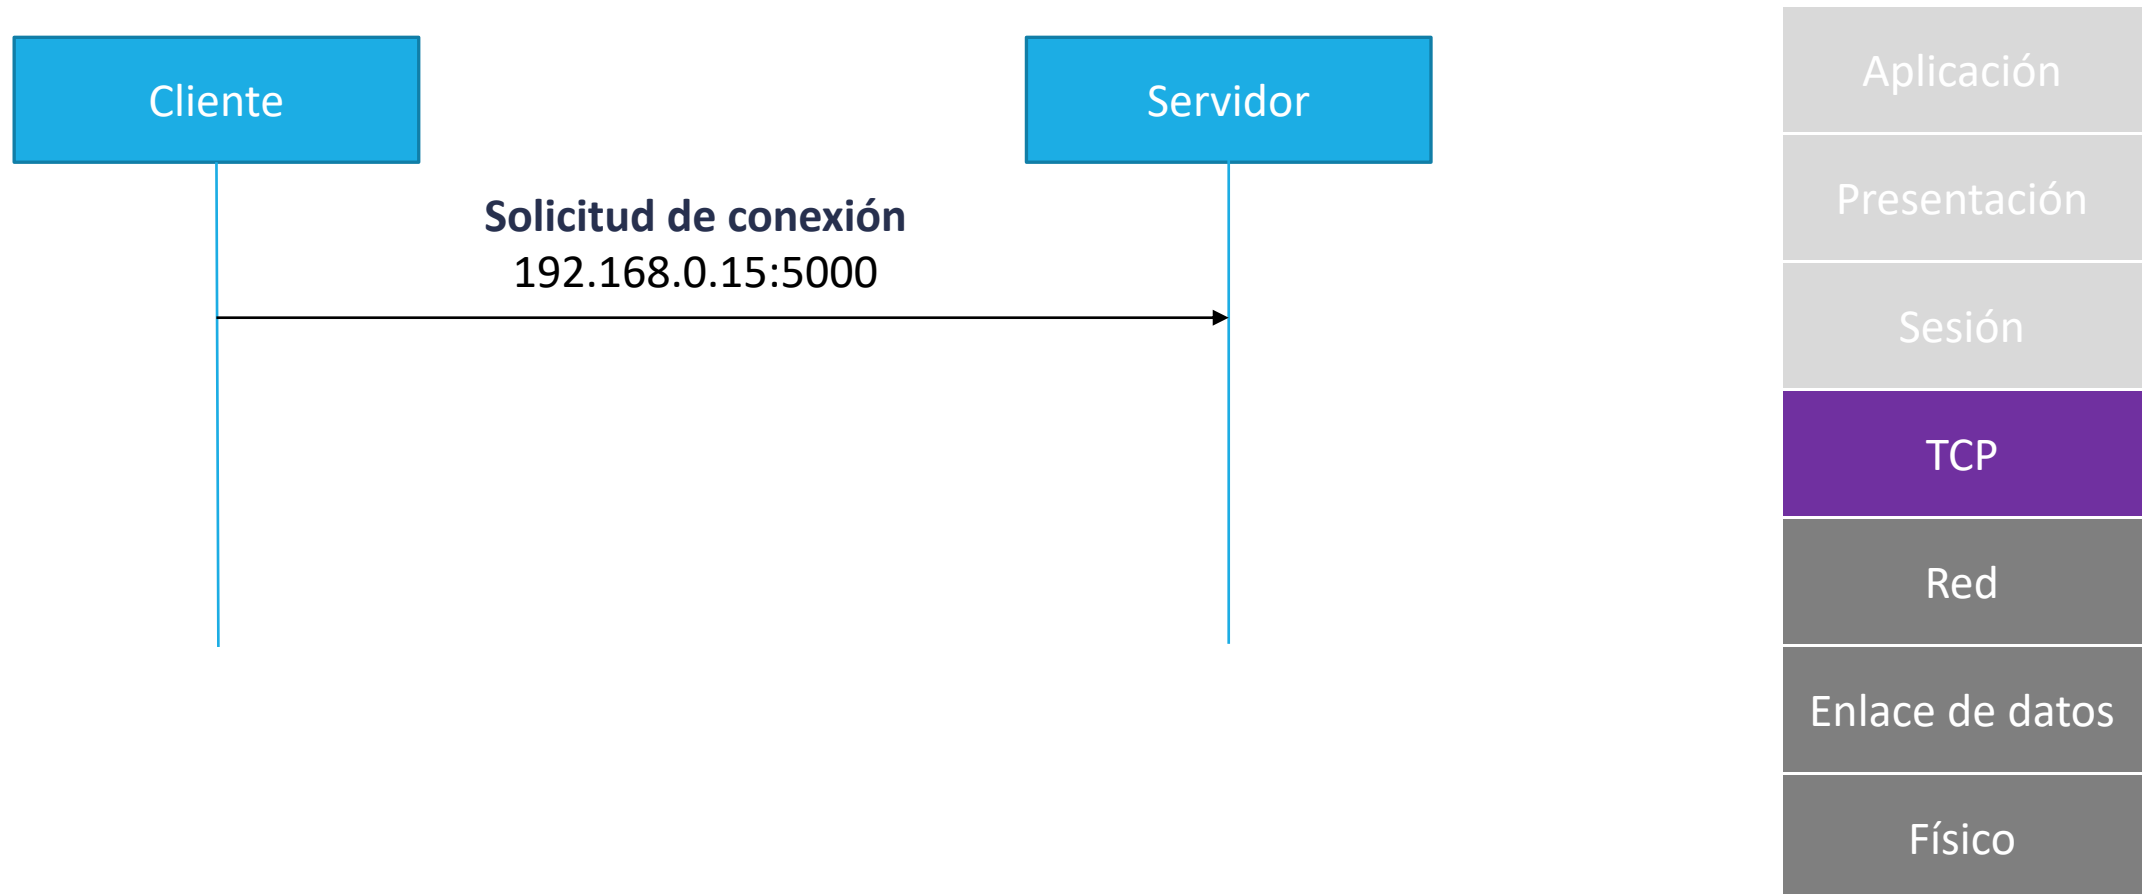 Cliente
Servidor
Solicitud de conexión
192.168.0.15:5000
Aplicación
Presentación
Sesión
TCP
Red
Enlace de datos
Físico